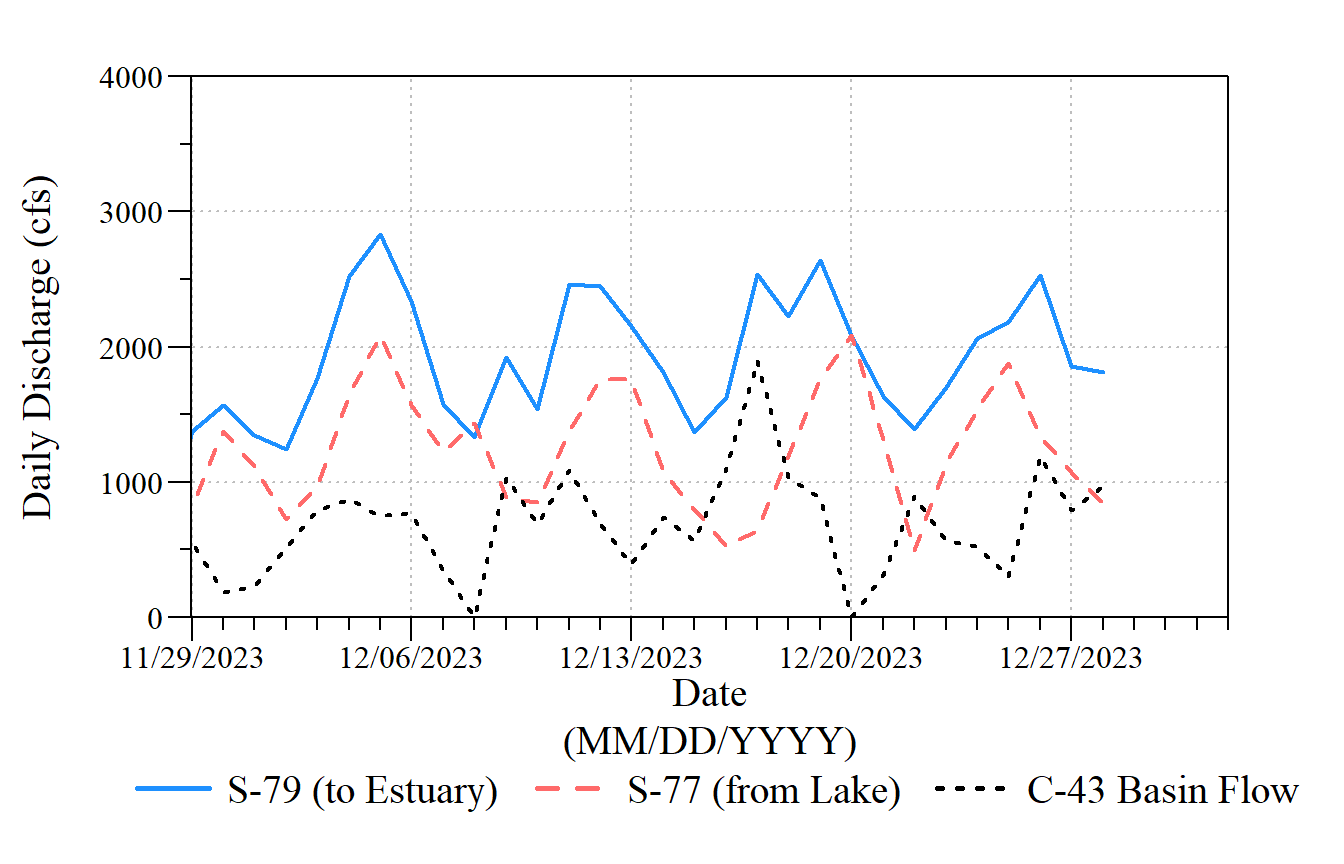 4000
3000
2000
1000
0
Daily Discharge (cfs)
11/29/2023 12/06/2023 12/13/2023 12/20/2023 12/27/2023
Date
(MM/DD/YYYY)
S-79 (to Estuary) S-77 (from Lake) C-43 Basin Flow